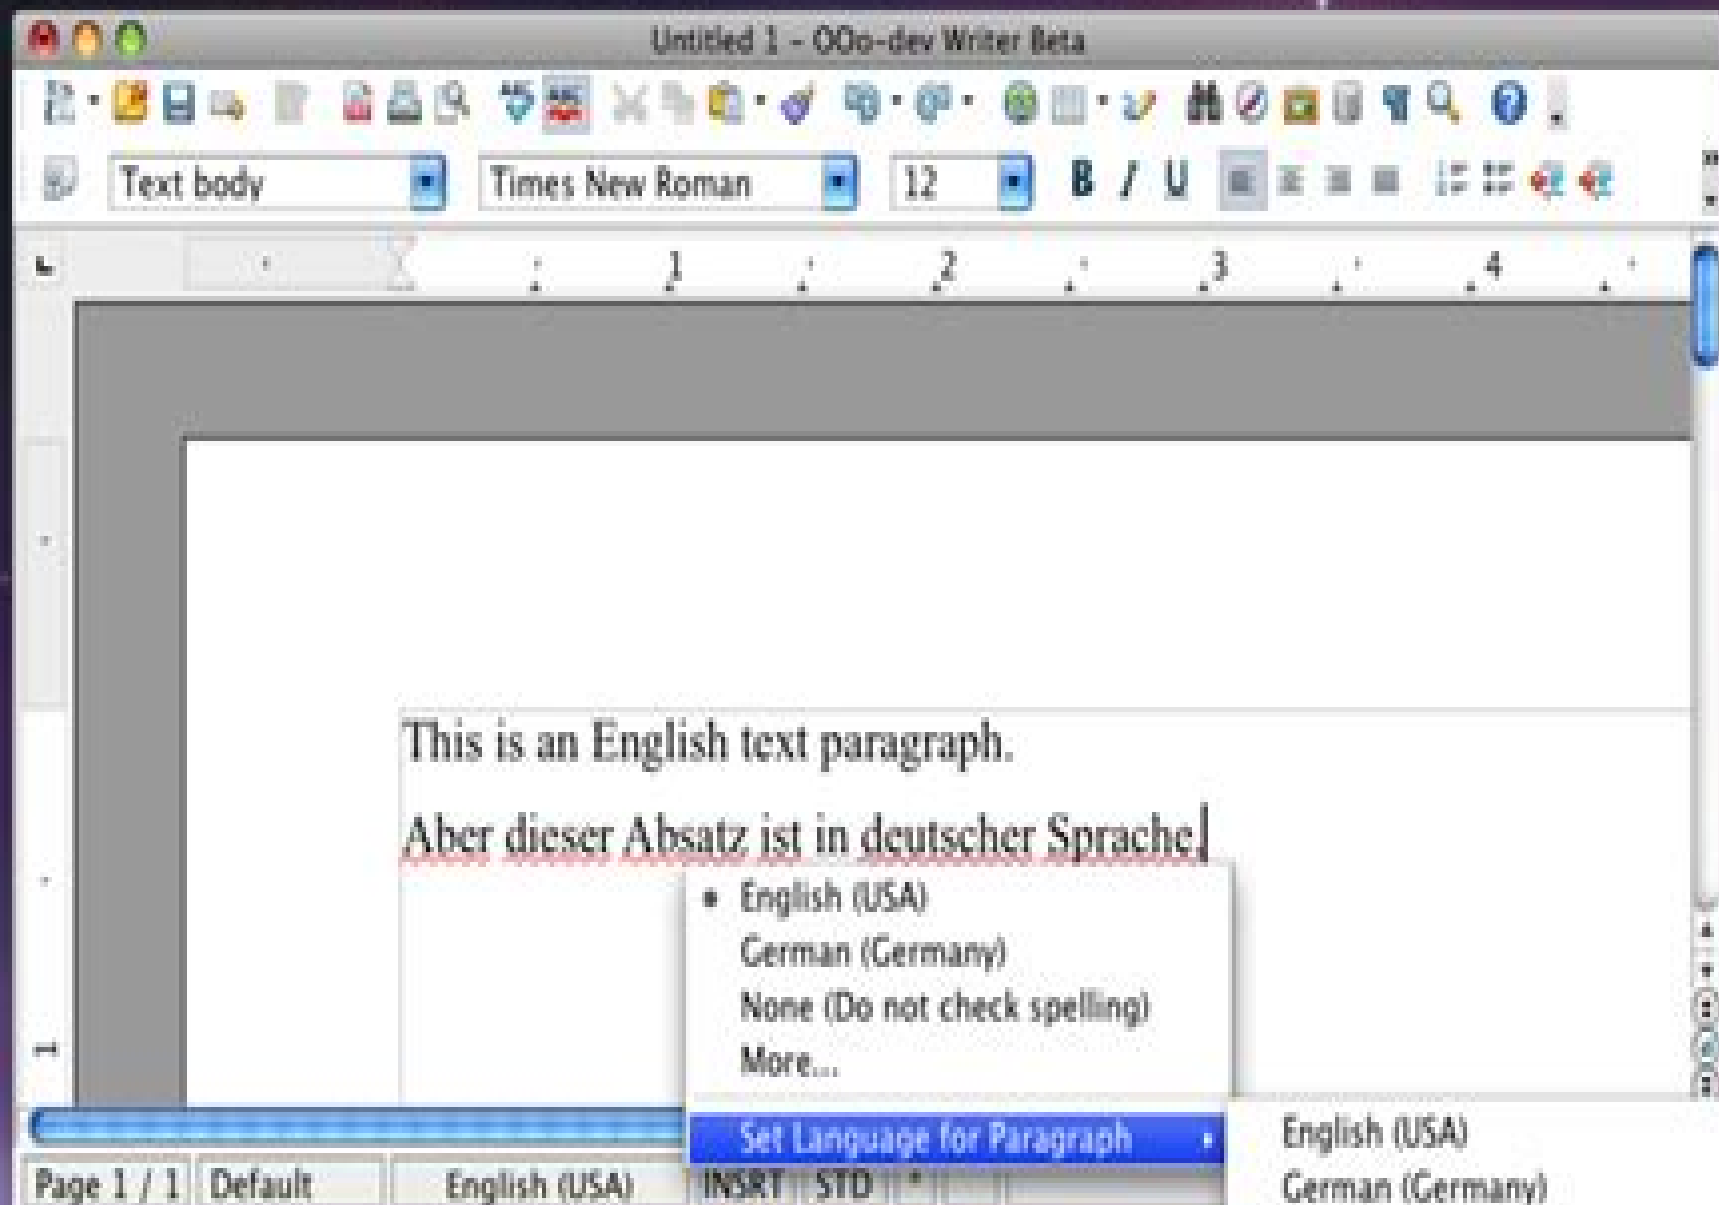 Untitled 1 - OOo-dev Writer Beta
Text body Times New Roman 12 B I U
1 2 3 4
This is an English text paragraph.
Aber dieser Absatz ist in deutscher Sprache.
• English (USA)
German (Germany)
None (Do not check spelling)
More...
1
Set Language for Paragraph
English (USA)
German (Germany)
Page 1 / 1 Default English (USA) INSRT STD *